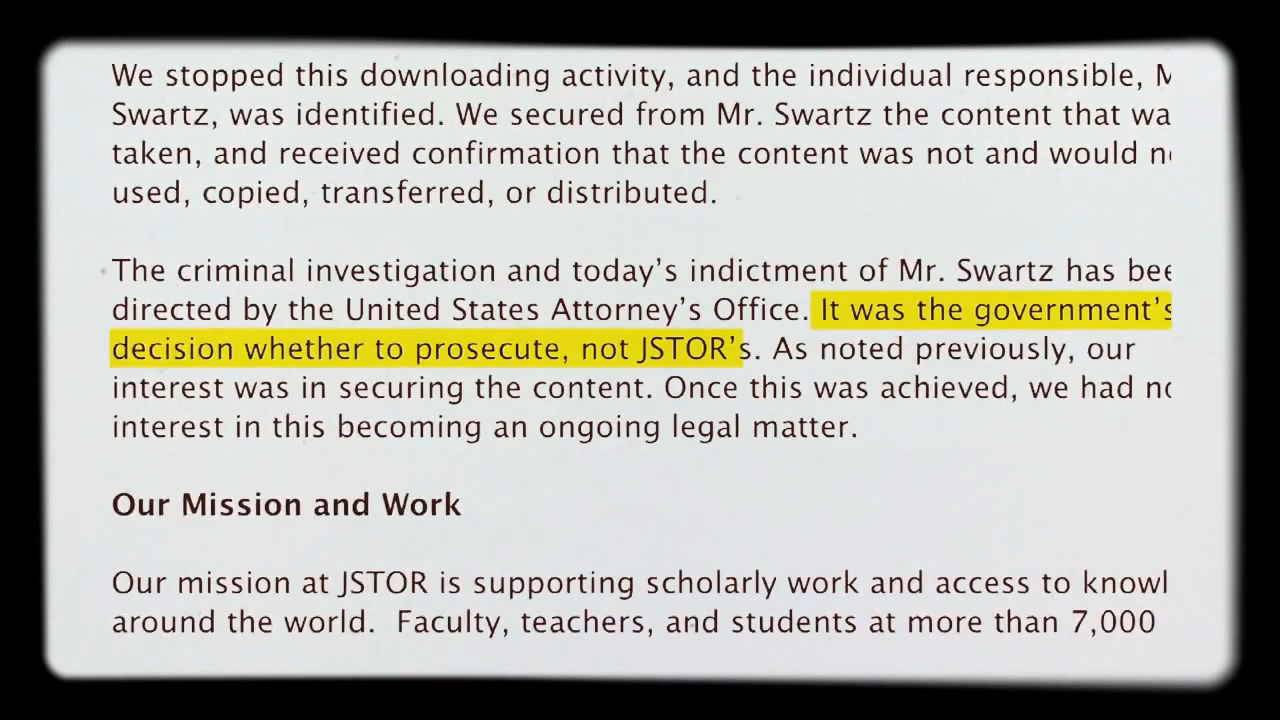 We stopped this downloading activity, and the individual responsible, M
Swartz, was identified. We secured from Mr. Swartz the content that wa
taken, and received confirmation that the content was not and would n
used, copied, transferred, or distributed.
The criminal investigation and today’s indictment of Mr. Swartz has bee
directed by the United States Attorney’s Office. It was the government’s
decision whether to prosecute, not JSTOR’s. As noted previously, our
interest was in securing the content. Once this was achieved, we had no
interest in this becoming an ongoing legal matter.
Our Mission and Work
Our mission at JSTOR is supporting scholarly work and access to knowl
around the world. Faculty, teachers, and students at more than 7,000